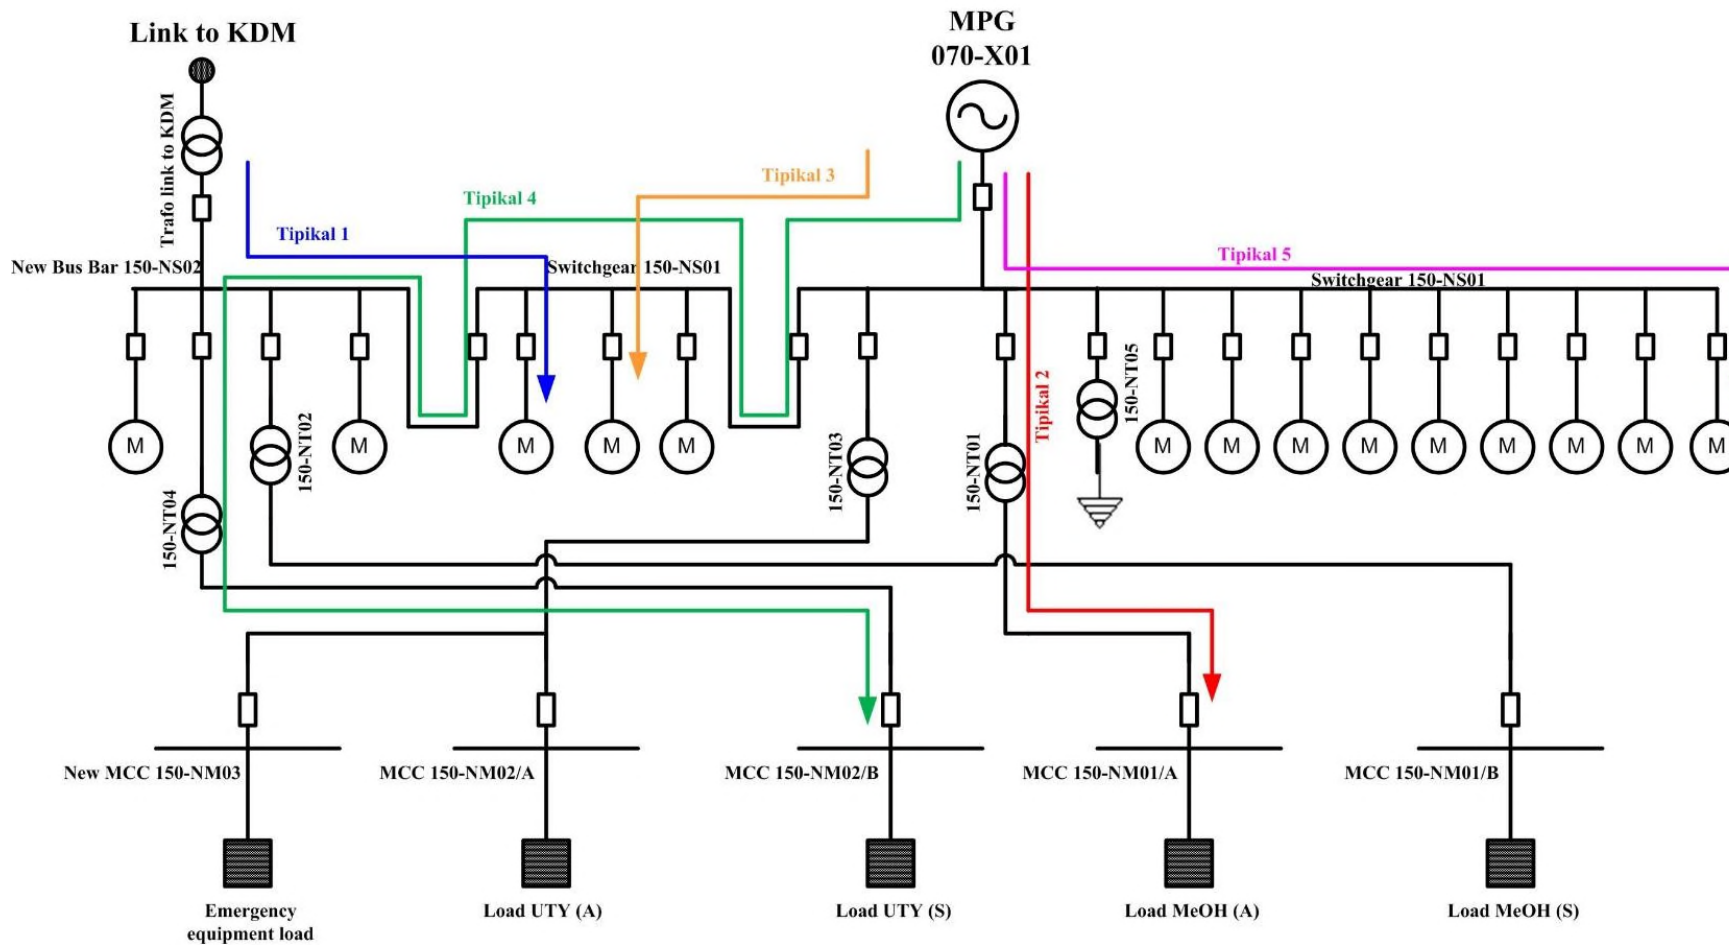 Link to KDM
MPG
070-X01
Trafo link to KDM
Tipikal 3
Tipikal 4
Tipikal 1
Tipikal 5
New Bus Bar 150-NS02
Switchgear 150-NS01
Switchgear 150-NS01
150-NT05
Tipikal 2
M
M
M
M
M
M
M
M
M
M
M
M
M
M
150-NT02
150-NT03
150-NT01
150-NT04
New MCC 150-NM03
MCC 150-NM02/A
MCC 150-NM02/B
MCC 150-NM01/A
MCC 150-NM01/B
Emergency
equipment load
Load UTY (A)
Load UTY (S)
Load MeOH (A)
Load MeOH (S)